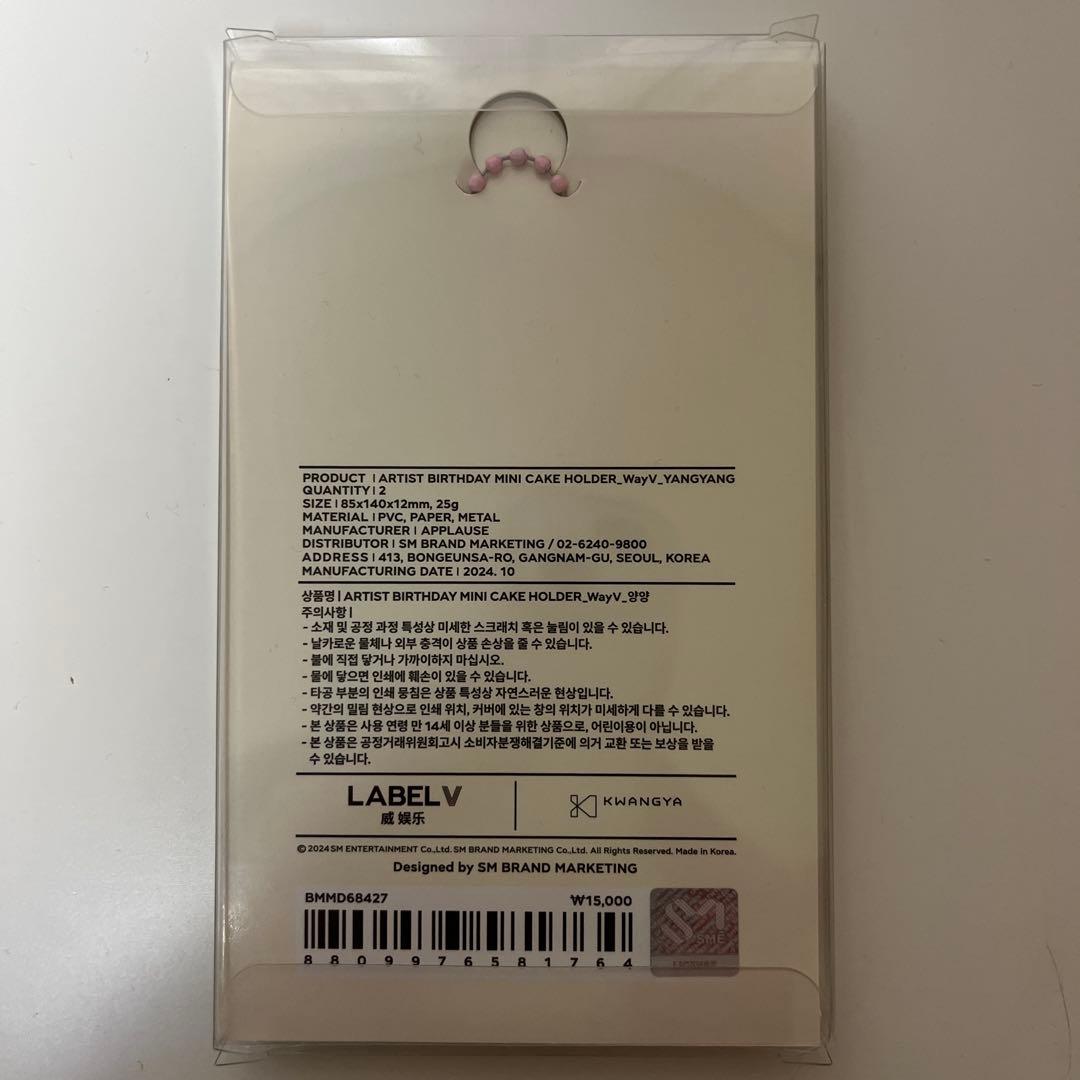 PRODUCT | ARTIST BIRTHDAY MINI CAKE HOLDER_WayV_YANGYANG
QUANTITY | 2
SIZE | 85x140x12mm, 25g
MATERIAL | PVC, PAPER, METAL
MANUFACTURER | APPLAUSE
DISTRIBUTOR | SM BRAND MARKETING / 02-6240-9800
ADDRESS | 413, BONGEUNSA-RO, GANGNAM-GU, SEOUL, KOREA
MANUFACTURING DATE | 2024. 10
상품명 | ARTIST BIRTHDAY MINI CAKE HOLDER_WayV_양양
주의사항 |
- 소재 및 공정 과정 특성상 미세한 스크래치 혹은 눌림이 있을 수 있습니다.
- 날카로운 물체나 외부 충격이 상품 손상을 줄 수 있습니다.
- 불에 직접 닿거나 가까이하지 마십시오.
- 물에 닿으면 인쇄에 훼손이 있을 수 있습니다.
- 타공 부분의 인쇄 뭉침은 상품 특성상 자연스러운 현상입니다.
- 약간의 밀림 현상으로 인쇄 위치, 커버에 있는 창의 위치가 미세하게 다를 수 있습니다.
- 본 상품은 사용 연령 만 14세 이상 분들을 위한 상품으로, 어린이용이 아닙니다.
- 본 상품은 공정거래위원회고시 소비자분쟁해결기준에 의거 교환 또는 보상을 받을
수 있습니다.
LABELV
威 娱乐
KWANGYA
© 2024 SM ENTERTAINMENT Co.,Ltd. SM BRAND MARKETING Co.,Ltd. All Rights Reserved. Made in Korea.
Designed by SM BRAND MARKETING
BMMD68427 ₩15,000
8809976581764
SM
SME